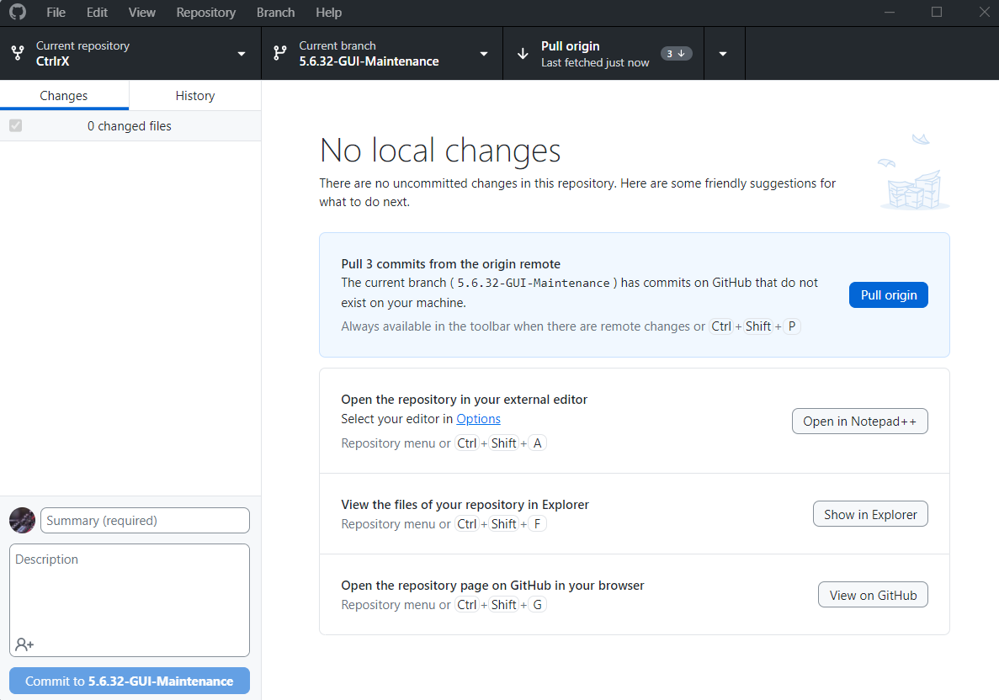 File Edit View Repository Branch Help
Current repository
CtrlrX
Current branch
5.6.32-GUI-Maintenance
Pull origin
Last fetched just now
3
Changes
History
0 changed files
No local changes
There are no uncommitted changes in this repository. Here are some friendly suggestions for
what to do next.
Pull 3 commits from the origin remote
The current branch ( 5.6.32-GUI-Maintenance ) has commits on GitHub that do not
exist on your machine.
Always available in the toolbar when there are remote changes or Ctrl + Shift + P
Pull origin
Open the repository in your external editor
Select your editor in Options
Repository menu or Ctrl + Shift + A
Open in Notepad++
View the files of your repository in Explorer
Repository menu or Ctrl + Shift + F
Show in Explorer
Open the repository page on GitHub in your browser
Repository menu or Ctrl + Shift + G
View on GitHub
Summary (required)
Description
Commit to 5.6.32-GUI-Maintenance